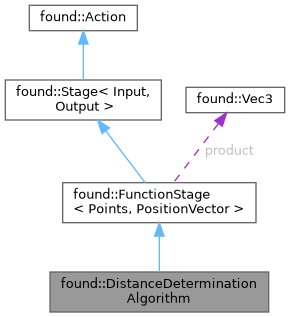 found::Action
found::Stage< Input,
Output >
found::Vec3
product
found::FunctionStage
< Points, PositionVector >
found::DistanceDetermination
Algorithm